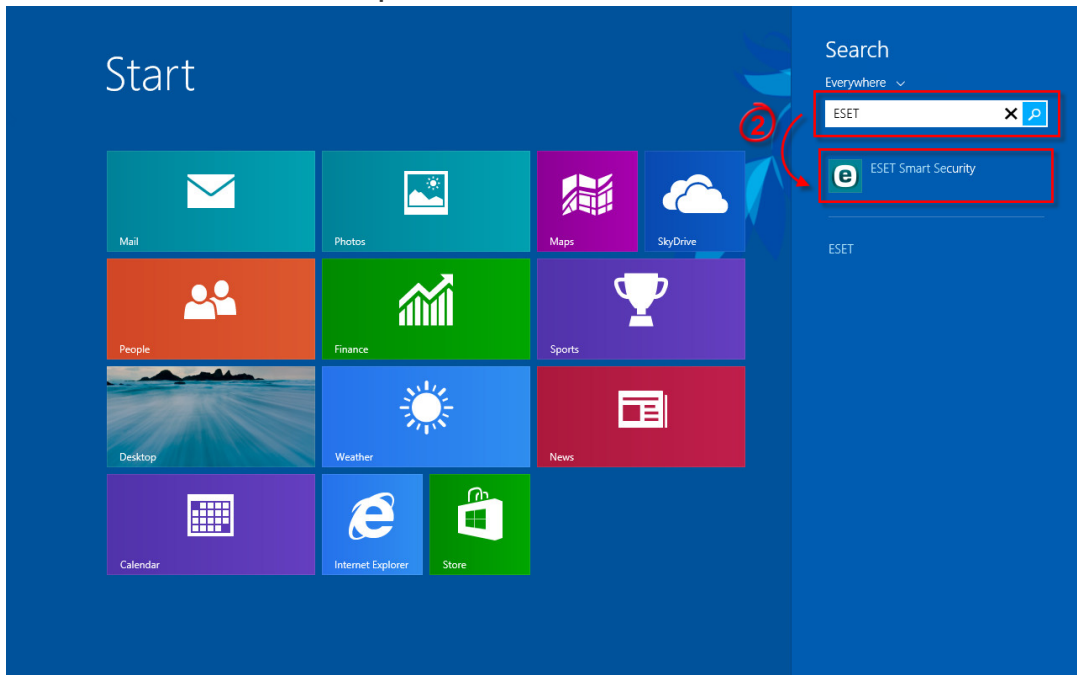 Start
Search
Everywhere
ESET
2
ESET Smart Security
ESET
Mail
Photos
Maps
SkyDrive
People
Finance
Sports
Desktop
Weather
News
Calendar
Internet Explorer
Store